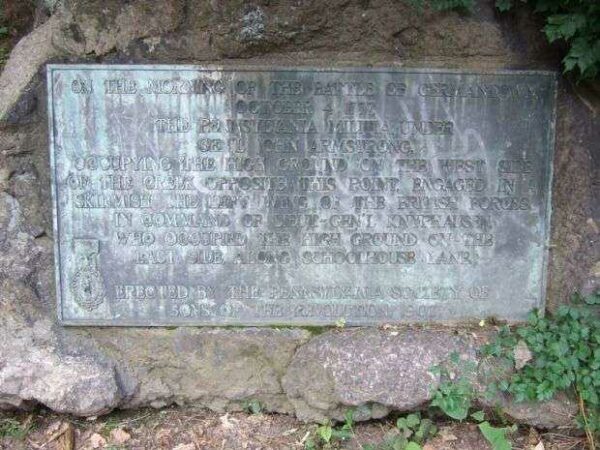 ON THE MORNING OF THE BATTLE OF GERMANTOWN
OCTOBER 4 1777
THE PENNSYLVANIA MILITIA UNDER
GEN'L JOHN ARMSTRONG,
OCCUPYING THE HIGH GROUND ON THE WEST SIDE
OF THE CREEK OPPOSITE THIS POINT, ENGAGED IN
SKIRMISH THE LEFT WING OF THE BRITISH FORCES
IN COMMAND OF LIEUT.-GEN'L KNYPHAUSEN,
WHO OCCUPIED THE HIGH GROUND ON THE
EAST SIDE ALONG SCHOOLHOUSE LANE.
ERECTED BY THE PENNSYLVANIA SOCIETY OF
SONS OF THE REVOLUTION 1907